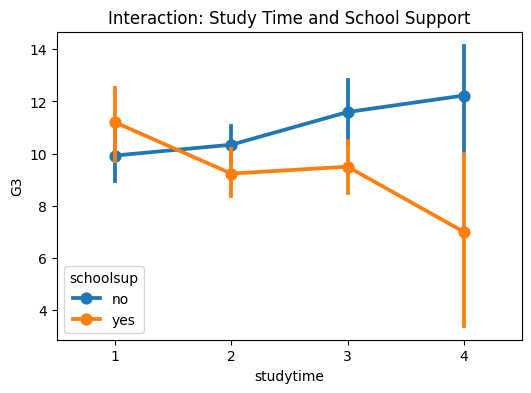 Interaction: Study Time and School Support
14
12
10
8
6
4
G3
schoolsup
no
yes
1 2 3 4
studytime